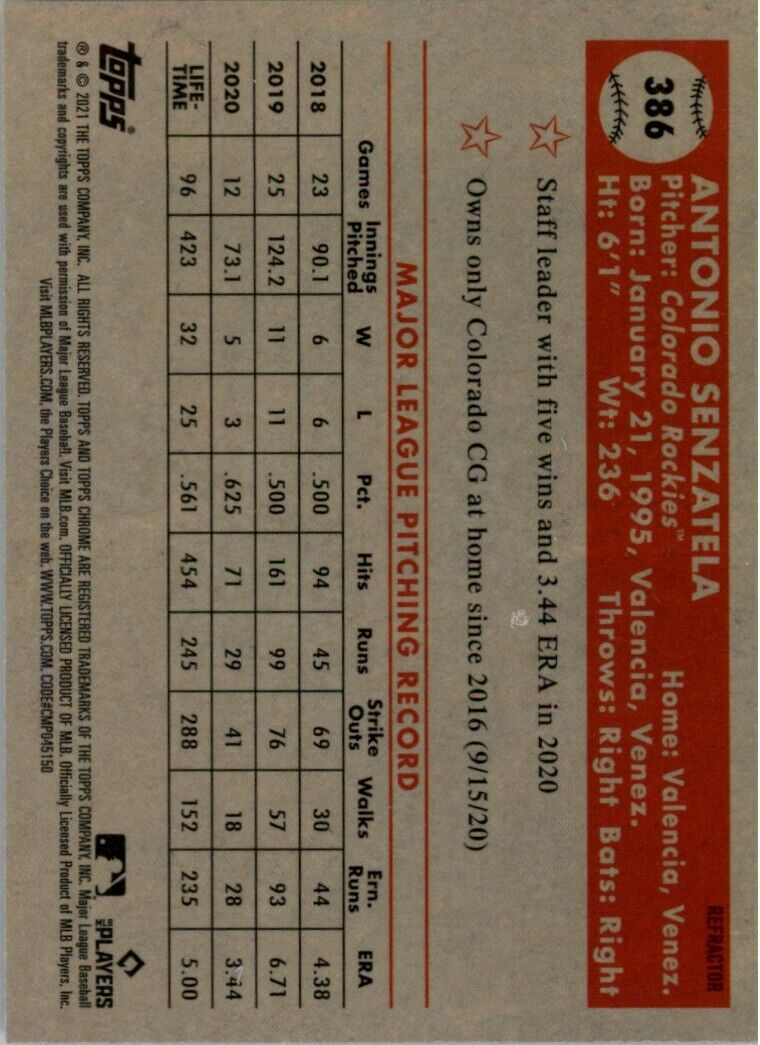 REFRACTOR
386
ANTONIO SENZATELA
Pitcher: Colorado Rockies™ Home: Valencia, Venez.
Born: January 21, 1995, Valencia, Venez.
Ht: 6'1" Wt: 236 Throws: Right Bats: Right
Staff leader with five wins and 3.44 ERA in 2020
Owns only Colorado CG at home since 2016 (9/15/20)
MAJOR LEAGUE PITCHING RECORD
Games Innings Pitched W L Pct. Hits Runs Strike Outs Walks Ern. Runs ERA
2018 23 90.1 6 6 .500 94 45 69 30 44 4.38
2019 25 124.2 11 11 .500 161 99 76 57 93 6.71
2020 12 73.1 5 3 .625 71 29 41 18 28 3.44
LIFE-TIME 96 423 32 25 .561 454 245 288 152 235 5.00
topps®
MLB PLAYERS
® & © 2021 THE TOPPS COMPANY, INC. ALL RIGHTS RESERVED. TOPPS AND TOPPS CHROME ARE REGISTERED TRADEMARKS OF THE TOPPS COMPANY, INC. Major League Baseball
trademarks and copyrights are used with permission of Major League Baseball. Visit MLB.com. OFFICIALLY LICENSED PRODUCT OF MLB. Officially Licensed Product of MLB Players, Inc.
Visit MLBPLAYERS.COM, the Players Choice on the web. WWW.TOPPS.COM. CODE#CMP045150